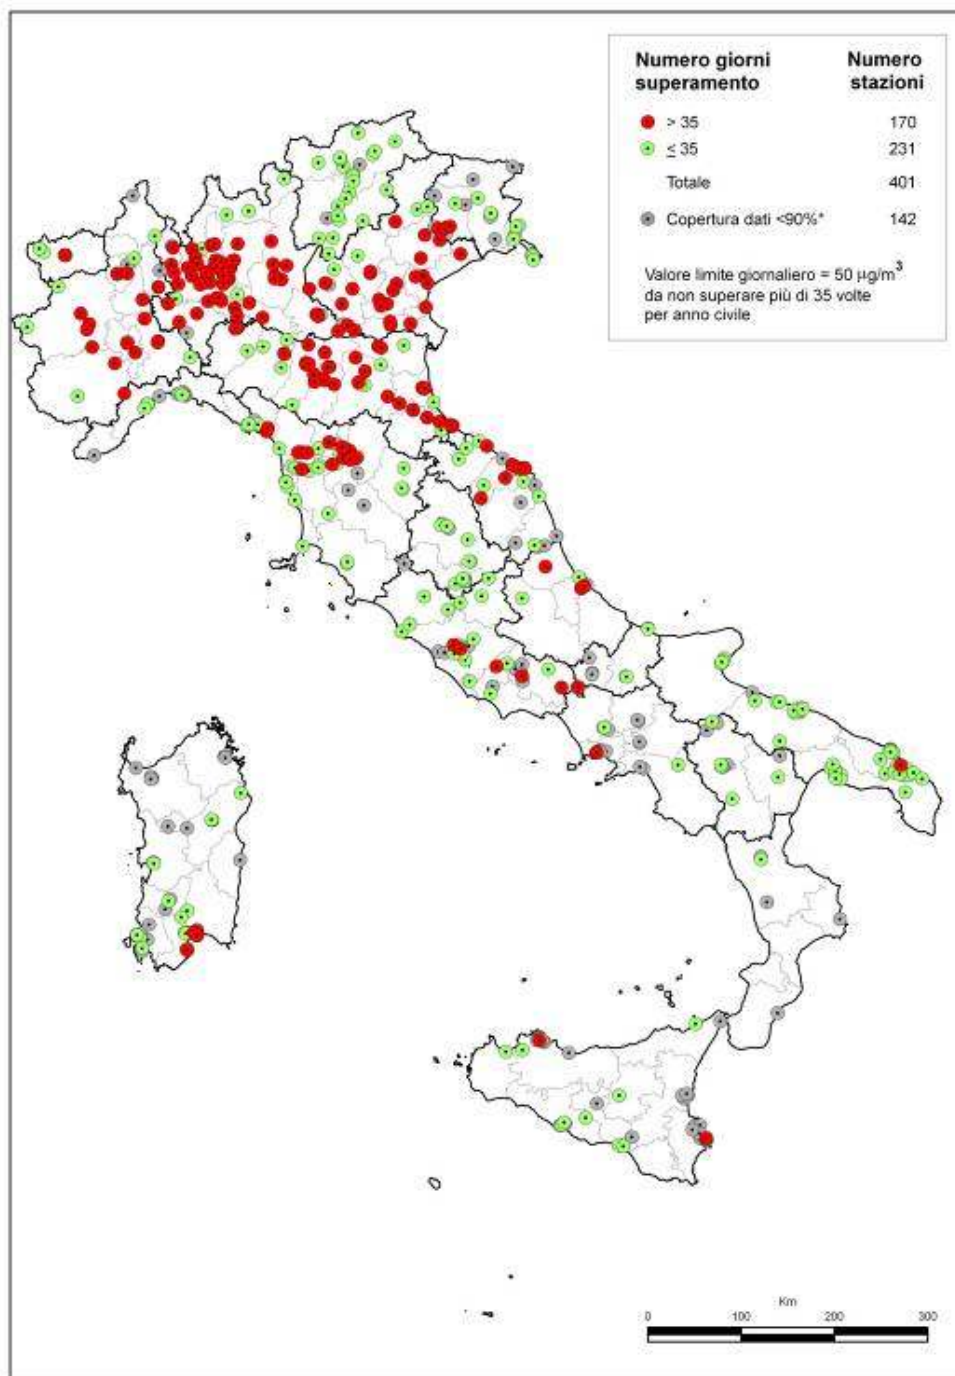 Numero giorni Numero
superamento stazioni
> 35 170
≤ 35 231
Totale 401
Copertura dati <90%* 142
Valore limite giornaliero = 50 µg/m³
da non superare più di 35 volte
per anno civile
Km
0 100 200 300